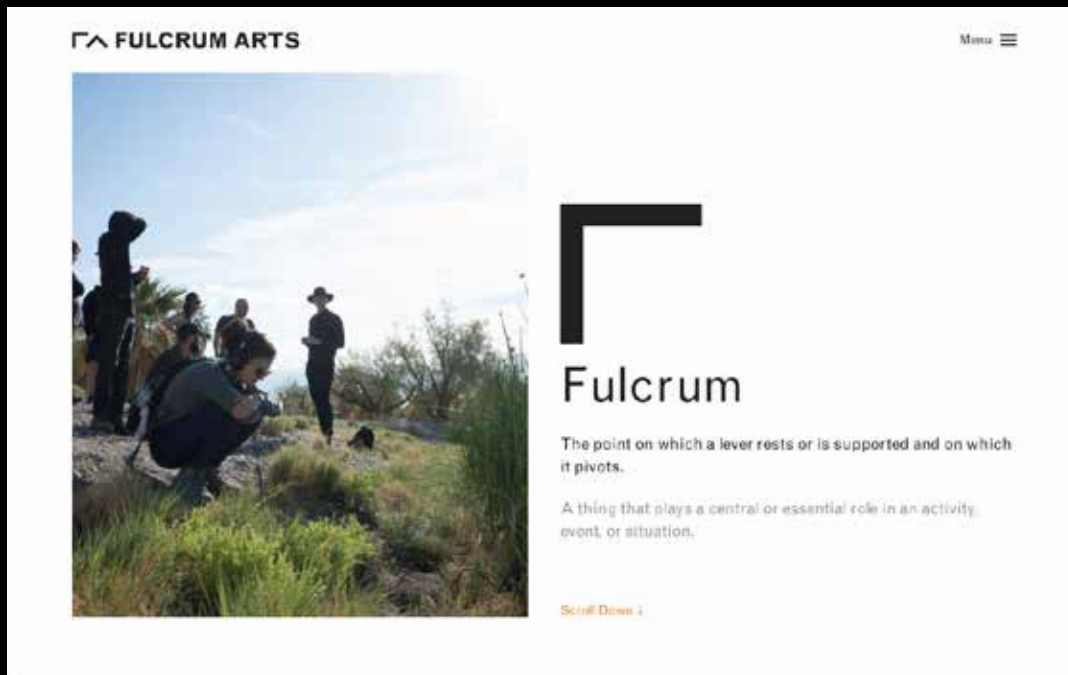 FULCRUM ARTS
Menu
Fulcrum
The point on which a lever rests or is supported and on which
it pivots.
A thing that plays a central or essential role in an activity,
event, or situation.
Scroll Down ↓